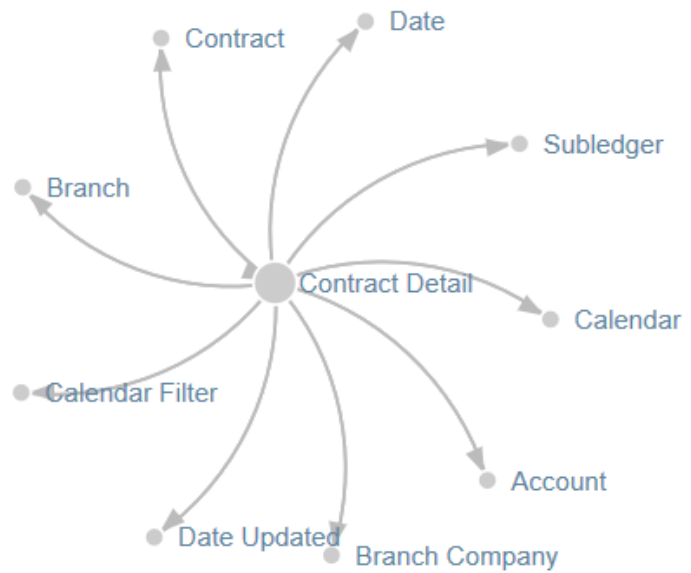 Date
Contract
Subledger
Branch
Contract Detail
Calendar
Calendar Filter
Account
Date Updated
Branch Company